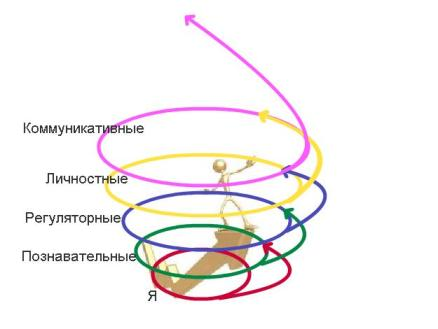 Коммуникативные
Личностные
Регуляторные
Познавательные
Я